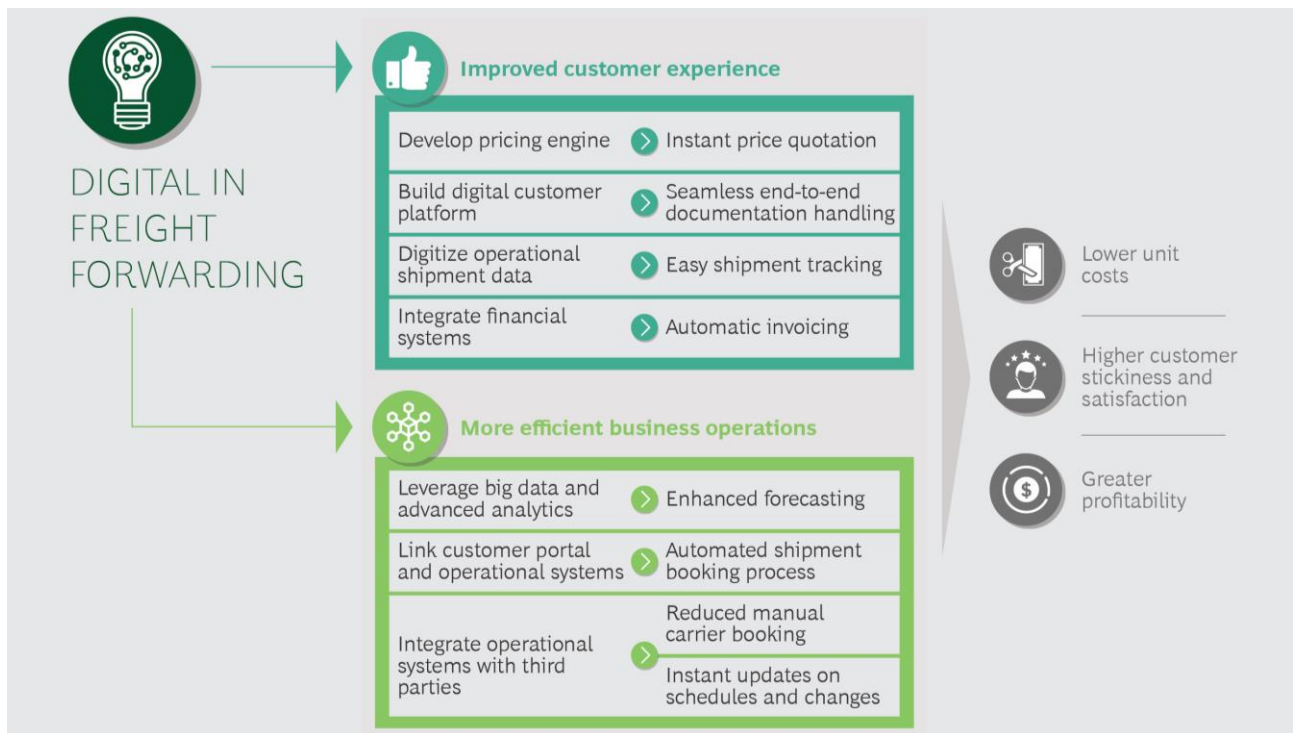 DIGITAL IN
FREIGHT
FORWARDING
Improved customer experience
Develop pricing engine
Instant price quotation
Build digital customer
platform
Seamless end-to-end
documentation handling
Digitize operational
shipment data
Easy shipment tracking
Integrate financial
systems
Automatic invoicing
More efficient business operations
Leverage big data and
advanced analytics
Enhanced forecasting
Link customer portal
and operational systems
Automated shipment
booking process
Integrate operational
systems with third
parties
Reduced manual
carrier booking
Instant updates on
schedules and changes
Lower unit
costs
Higher customer
stickiness and
satisfaction
$
Greater
profitability